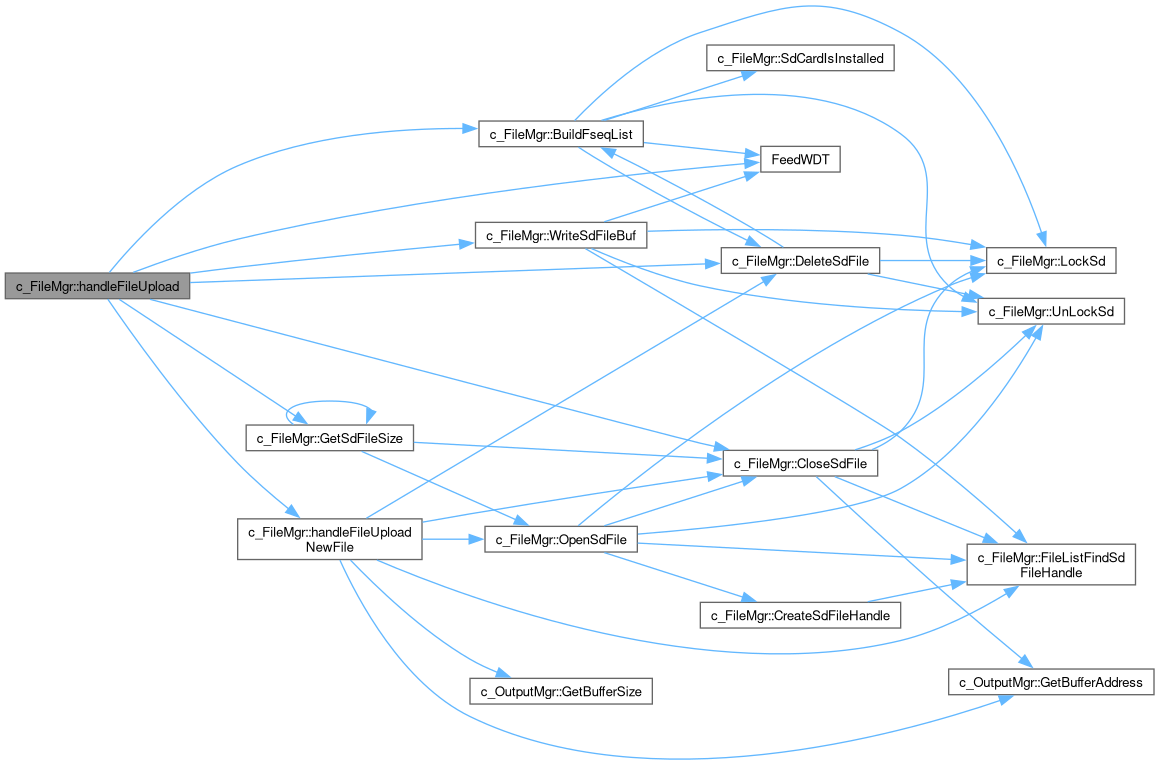 c_FileMgr::SdCardIsInstalled
c_FileMgr::BuildFseqList
FeedWDT
c_FileMgr::WriteSdFileBuf
c_FileMgr::DeleteSdFile
c_FileMgr::LockSd
c_FileMgr::handleFileUpload
c_FileMgr::UnLockSd
c_FileMgr::GetSdFileSize
c_FileMgr::CloseSdFile
c_FileMgr::handleFileUpload
NewFile
c_FileMgr::OpenSdFile
c_FileMgr::FileListFindSd
FileHandle
c_FileMgr::CreateSdFileHandle
c_OutputMgr::GetBufferSize
c_OutputMgr::GetBufferAddress